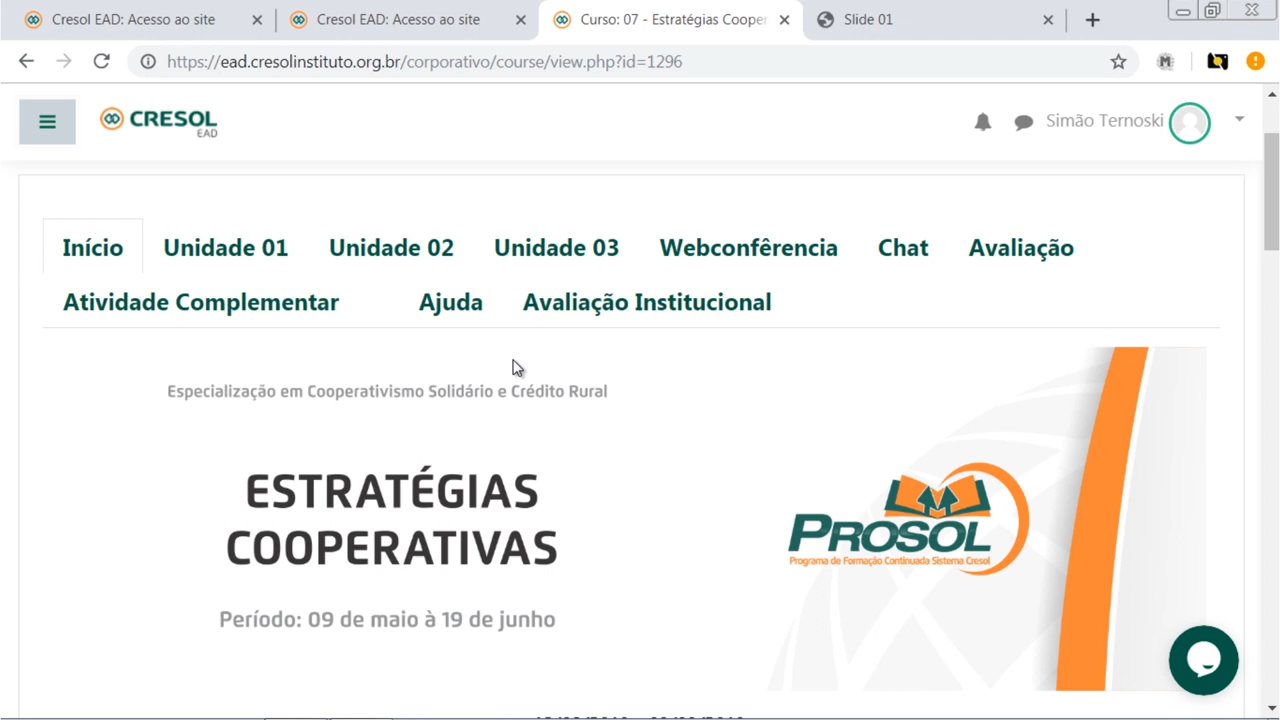 Cresol EAD: Acesso ao site
Cresol EAD: Acesso ao site
Curso: 07 - Estratégias Cooper
Slide 01
https://ead.cresolinstituto.org.br/corporativo/course/view.php?id=1296
CRESOL
EAD
Simão Ternoski
Início
Unidade 01
Unidade 02
Unidade 03
Webconfêrencia
Chat
Avaliação
Atividade Complementar
Ajuda
Avaliação Institucional
Especialização em Cooperativismo Solidário e Crédito Rural
ESTRATÉGIAS
COOPERATIVAS
Período: 09 de maio à 19 de junho
PROSOL
Programa de Formação Continuada Sistema Cresol